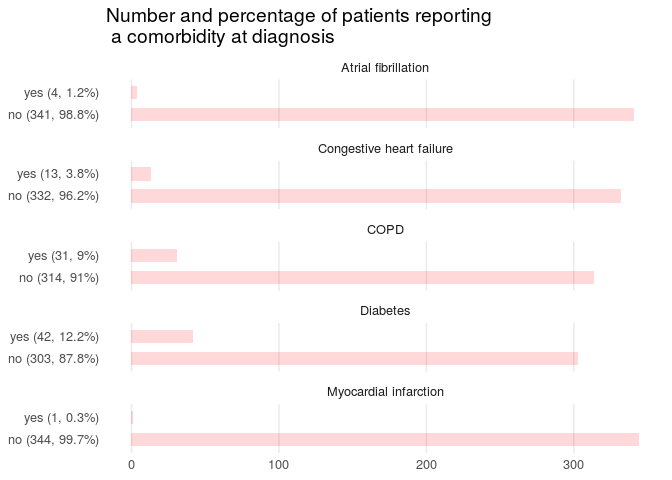 Number and percentage of patients reporting
a comorbidity at diagnosis
Atrial fibrillation
yes (4, 1.2%)
no (341, 98.8%)
Congestive heart failure
yes (13, 3.8%)
no (332, 96.2%)
COPD
yes (31, 9%)
no (314, 91%)
Diabetes
yes (42, 12.2%)
no (303, 87.8%)
Myocardial infarction
yes (1, 0.3%)
no (344, 99.7%)
0 100 200 300